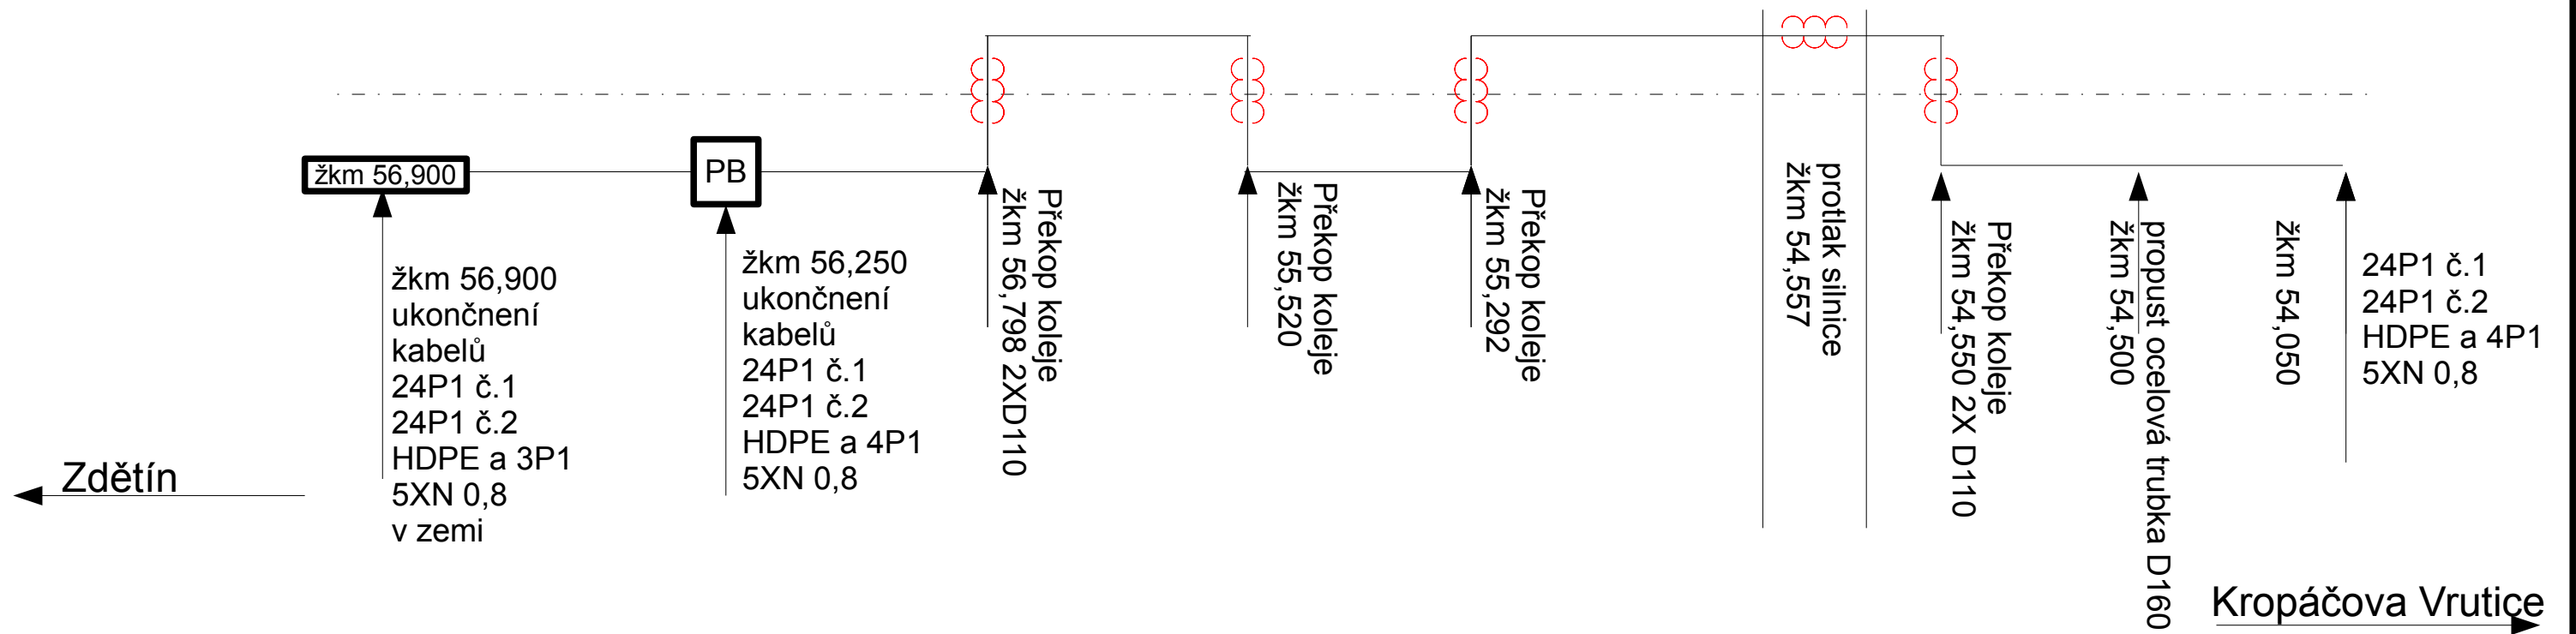 žkm 56,900
žkm 56,900
ukončnení
kabelů
24P1 č.1
24P1 č.2
HDPE a 3P1
5XN 0,8
v zemi
Zdětín
PB
žkm 56,250
ukončnení
kabelů
24P1 č.1
24P1 č.2
HDPE a 4P1
5XN 0,8
Překop koleje
žkm 56,798 2XD110
Překop koleje
žkm 55,520
Překop koleje
žkm 55,292
protlak silnice
žkm 54,557
Překop koleje
žkm 54,550 2X D110
propust ocelová trubka D160
žkm 54,500
žkm 54,050
24P1 č.1
24P1 č.2
HDPE a 4P1
5XN 0,8
Kropáčova Vrutice